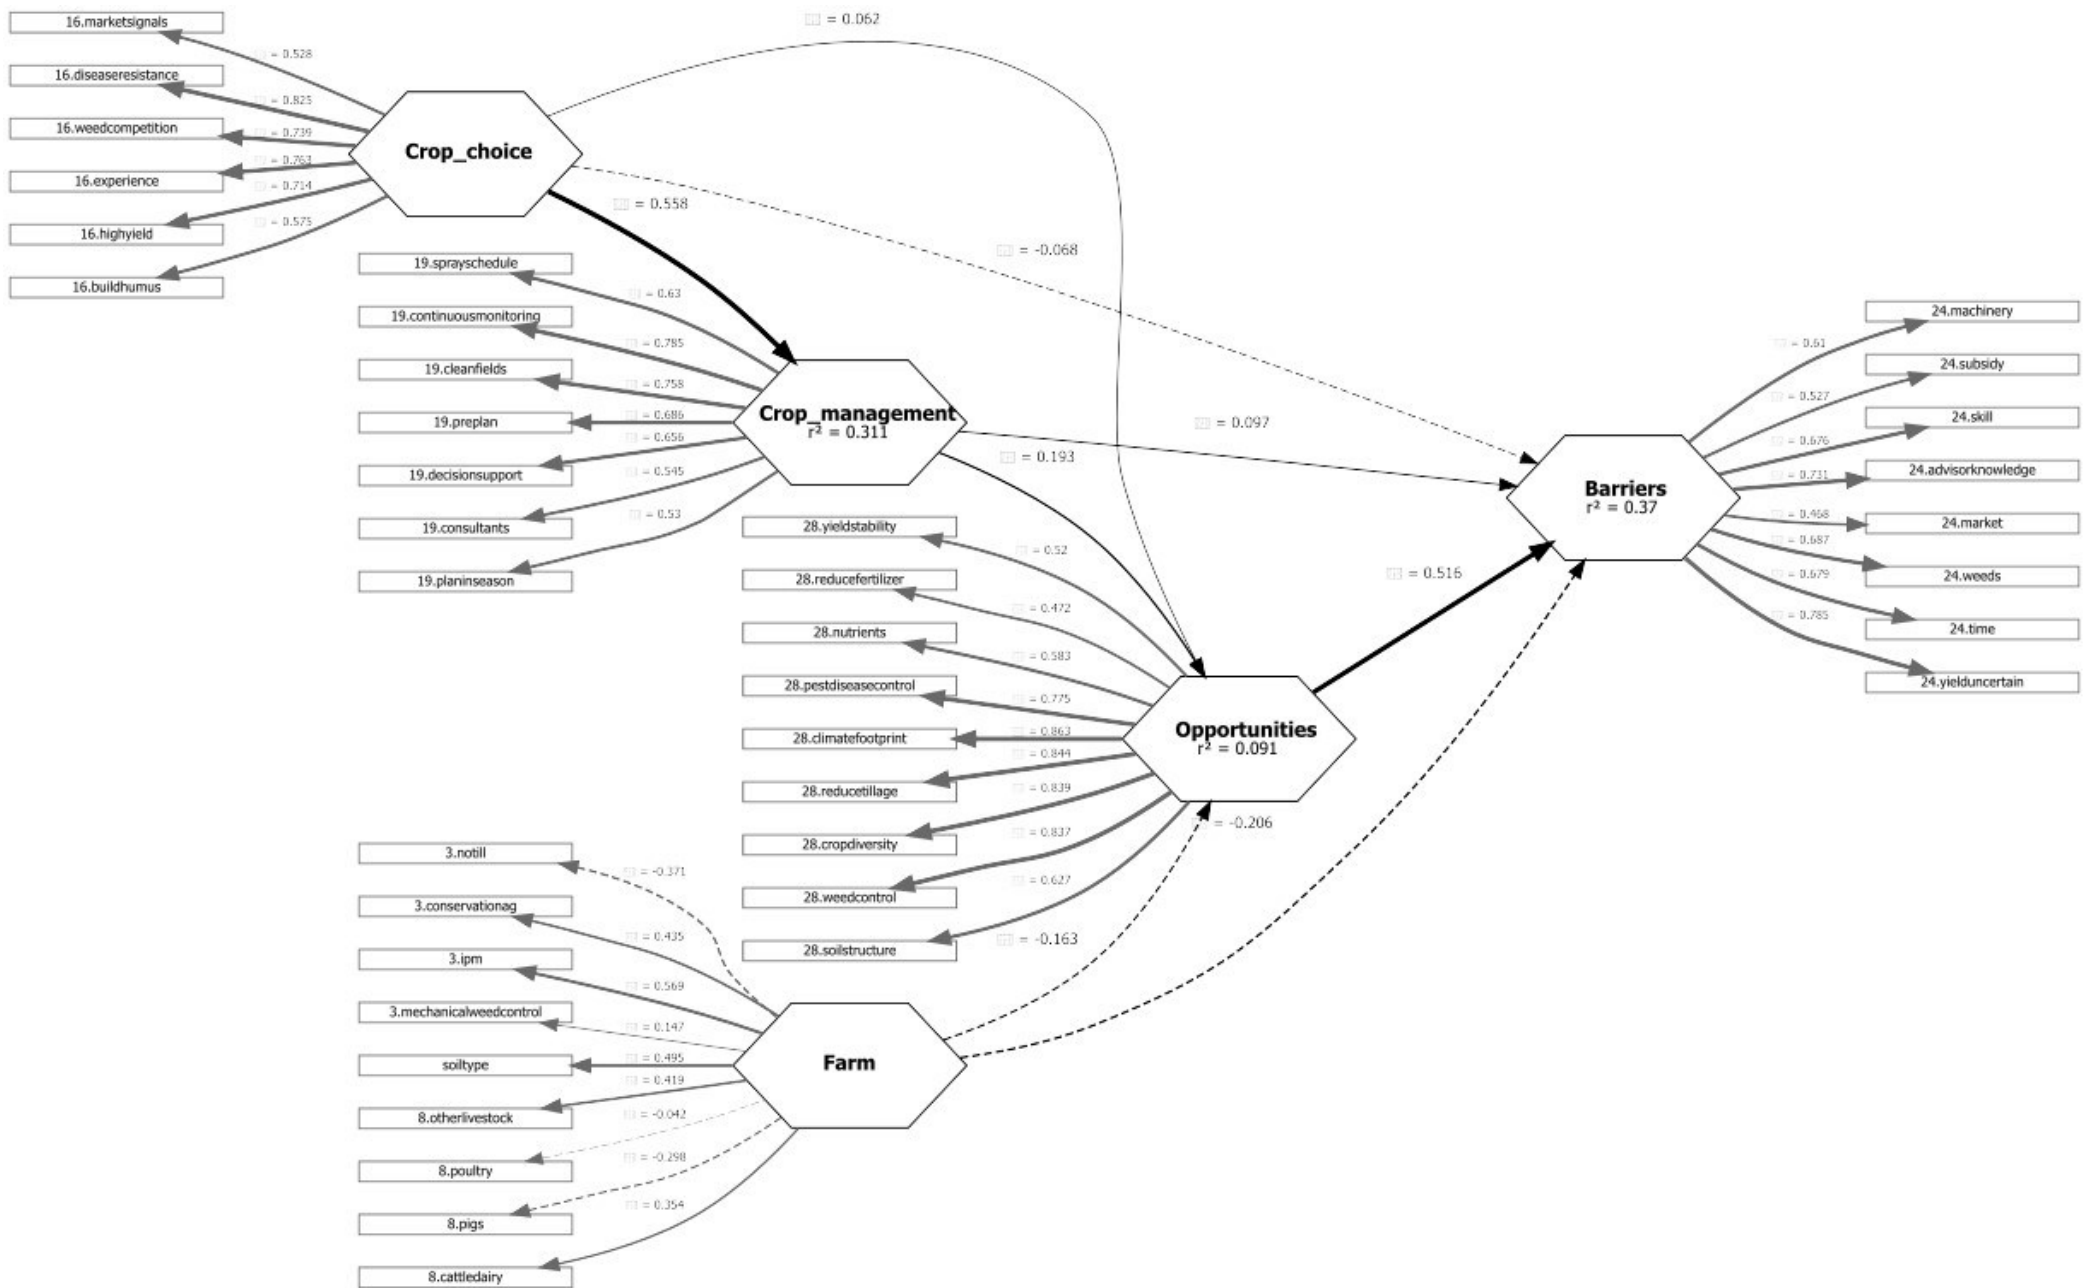 16.marketsignals
= 0.528
16.diseaseresistance
= 0.825
16.weedcompetition
= 0.739
16.experience
= 0.763
16.highyield
= 0.714
16.buildhumus
= 0.575
Crop_choice
= 0.062
= -0.068
= 0.558
19.sprayschedule
= 0.63
19.continuousmonitoring
= 0.785
19.cleanfields
= 0.758
19.preplan
= 0.686
19.decisionsupport
= 0.656
19.consultants
= 0.545
19.planinseason
= 0.53
Crop_management
r² = 0.311
= 0.097
= 0.193
28.yieldstability
= 0.52
28.reducefertilizer
= 0.472
28.nutrients
= 0.583
28.pestdiseasecontrol
= 0.775
28.climatefootprint
= 0.863
28.reducetillage
= 0.844
28.cropdiversity
= 0.839
28.weedcontrol
= 0.837
28.soilstructure
= 0.627
Opportunities
r² = 0.091
= 0.516
= -0.206
= -0.163
Barriers
r² = 0.37
24.machinery
= 0.61
24.subsidy
= 0.527
24.skill
= 0.676
24.advisorknowledge
= 0.731
24.market
= 0.468
24.weeds
= 0.687
24.time
= 0.679
24.yielduncertain
= 0.785
3.notill
= -0.371
3.conservationag
= 0.435
3.ipm
= 0.569
3.mechanicalweedcontrol
= 0.147
soiltype
= 0.495
8.otherlivestock
= 0.419
8.poultry
= -0.042
8.pigs
= -0.298
8.cattledairy
= 0.354
Farm